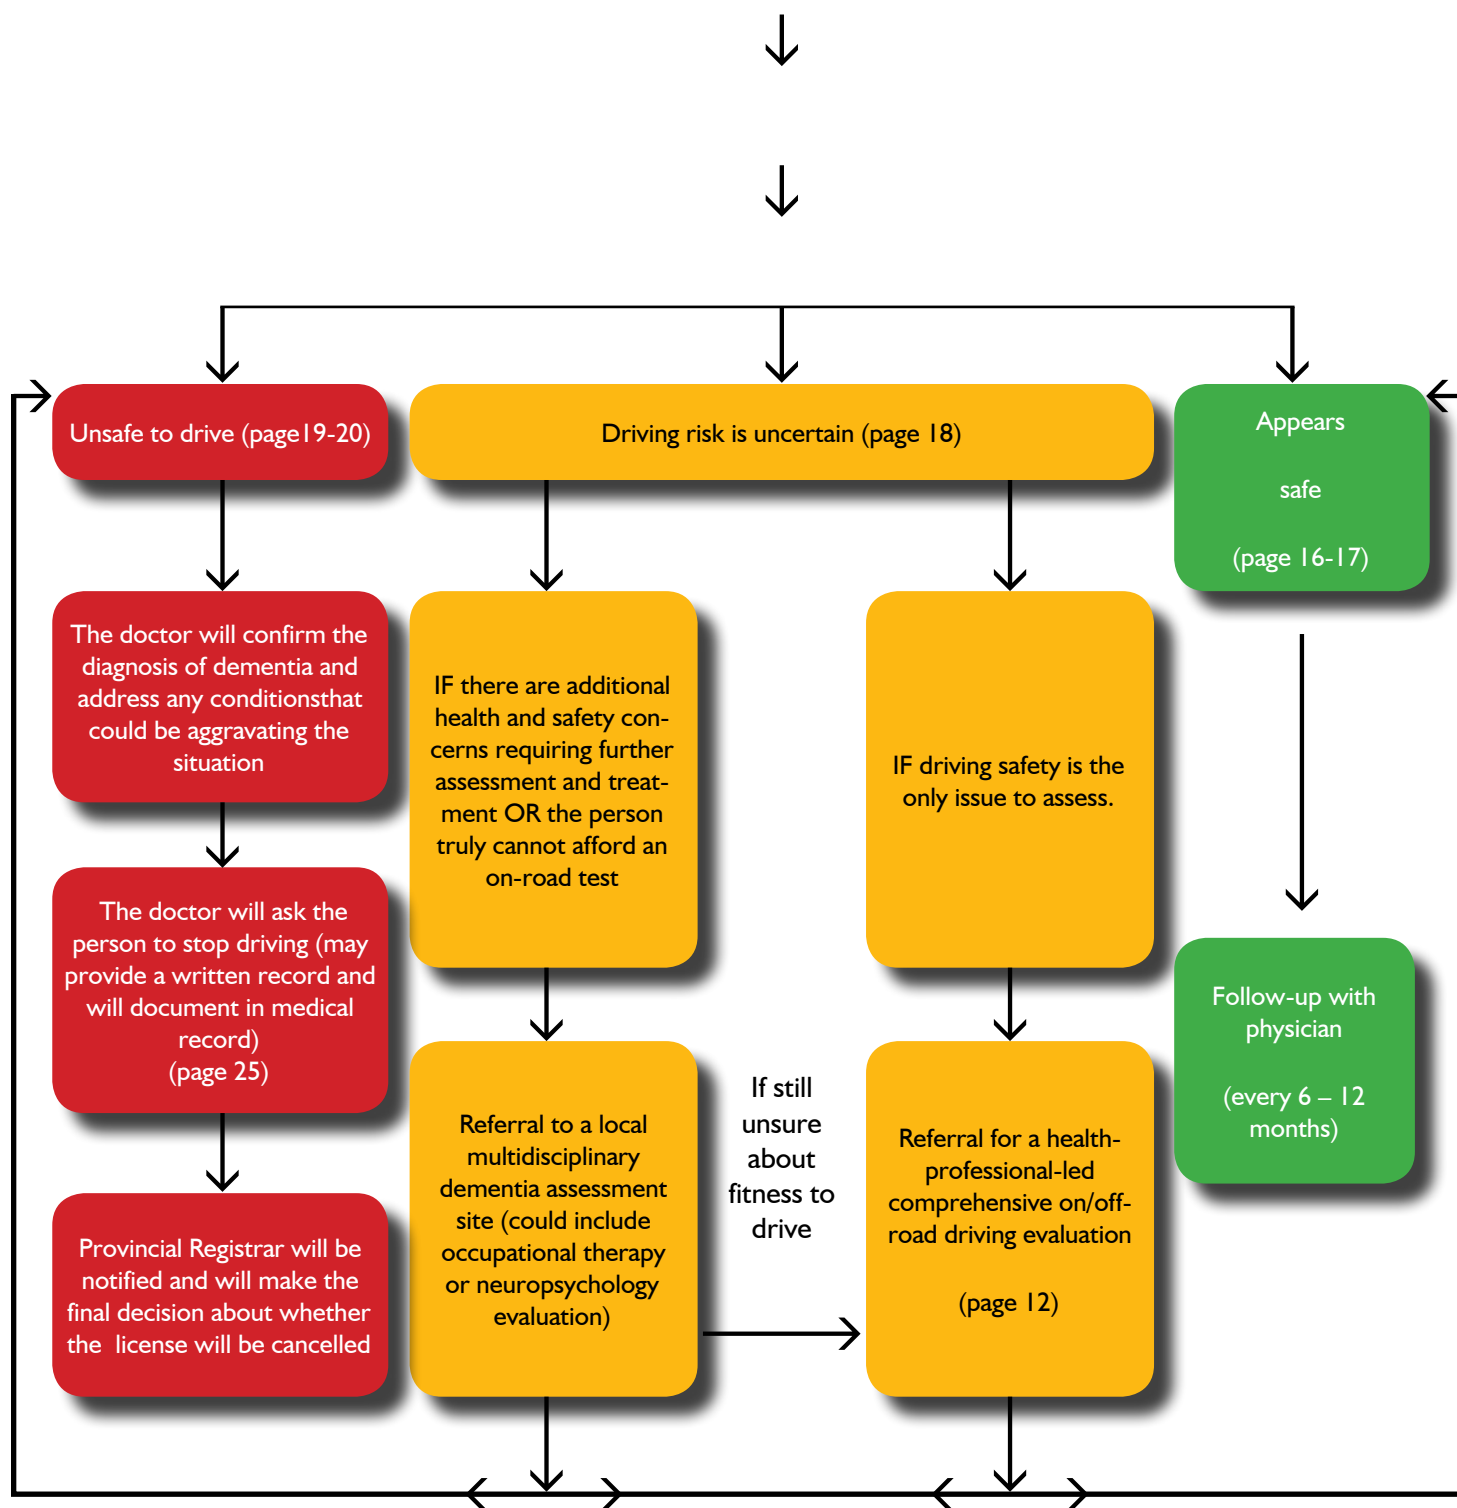 Unsafe to drive (page19-20)
Driving risk is uncertain (page 18)
Appears
safe
(page 16-17)
The doctor will confirm the
diagnosis of dementia and
address any conditionsthat
could be aggravating the
situation
IF there are additional
health and safety con-
cerns requiring further
assessment and treat-
ment OR the person
truly cannot afford an
on-road test
IF driving safety is the
only issue to assess.
The doctor will ask the
person to stop driving (may
provide a written record and
will document in medical
record)
(page 25)
Follow-up with
physician
(every 6 – 12
months)
Referral to a local
multidisciplinary
dementia assessment
site (could include
occupational therapy
or neuropsychology
evaluation)
If still
unsure
about
fitness to
drive
Referral for a health-
professional-led
comprehensive on/off-
road driving evaluation
(page 12)
Provincial Registrar will be
notified and will make the
final decision about whether
the  license will be cancelled